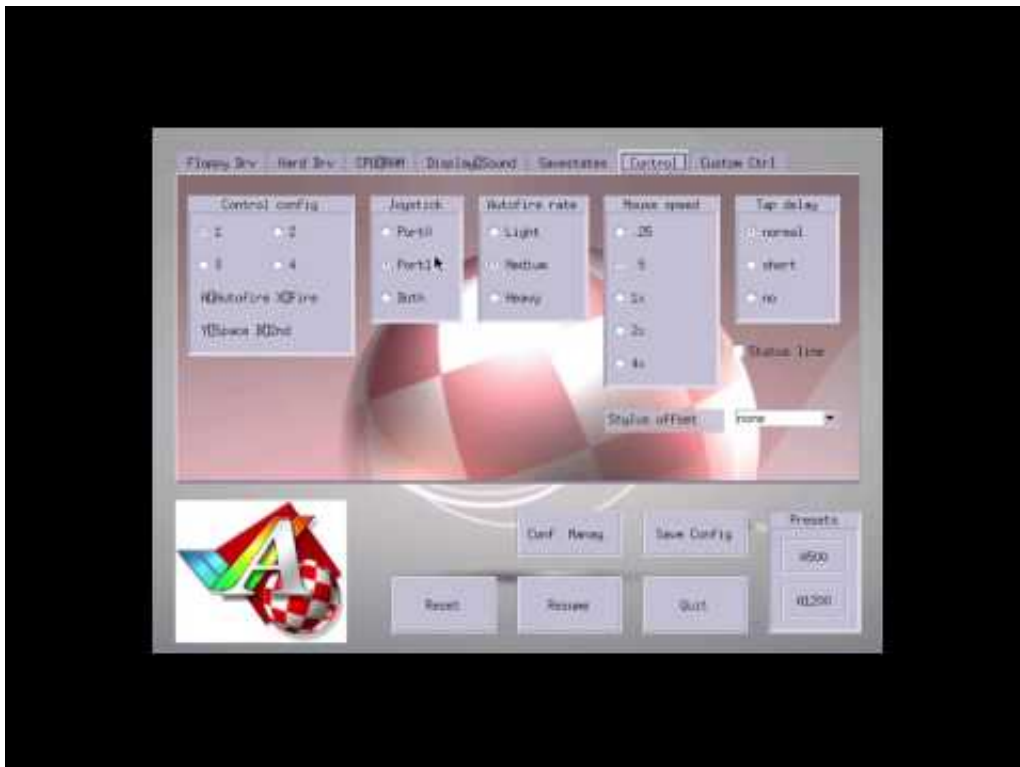 Floppy Drv Hard Drv Display Sound Savestates Control Custom Ctrl
Control config
1 2
3 4
Autofire X Fire
Y Space 2nd
Joystick
Port0
Port1
Both
Autofire rate
Light
Medium
Heavy
Mouse speed
.25
.5
1x
2x
4x
Tap delay
normal
short
no
Status line
Stylus offset none
Conf. Manag Save Config
Reset Resume Quit
Presets
A500
A1200
A